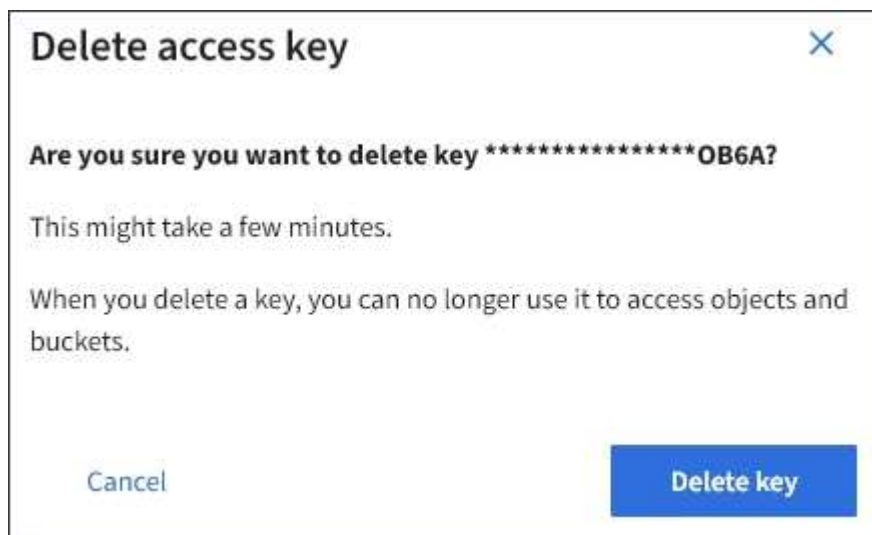 Delete access key
Are you sure you want to delete key ****************OB6A?
This might take a few minutes.
When you delete a key, you can no longer use it to access objects and
buckets.
Cancel
Delete key